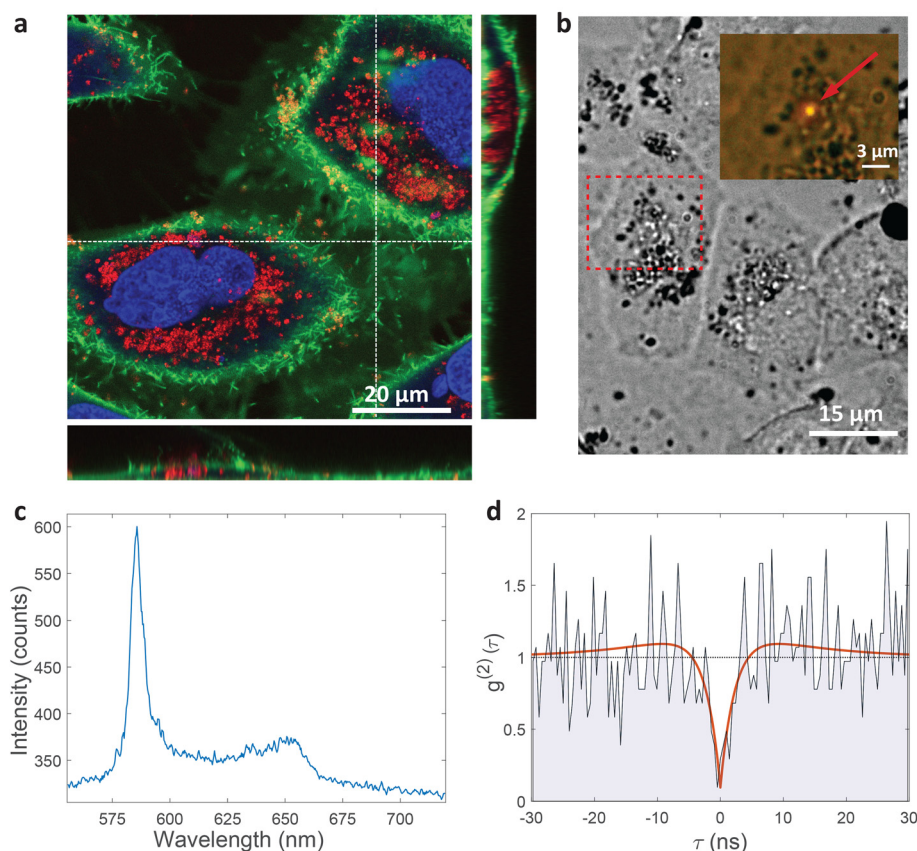 a
20 μm
b
3 μm
15 μm
c
Intensity (counts)
600
550
500
450
400
350
575
600
625
650
675
700
Wavelength (nm)
d
g(2) (τ)
2
1.5
1
0.5
0
-30
-20
-10
0
10
20
30
τ (ns)